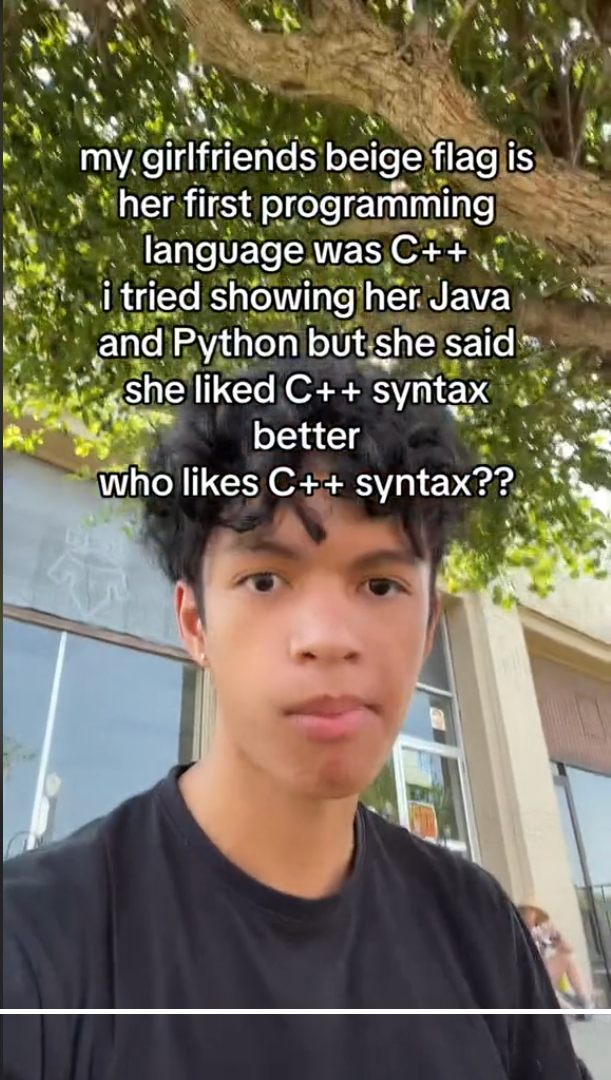 my girlfriends beige flag is
her first programming
language was C++
i tried showing her Java
and Python but she said
she liked C++ syntax
better
who likes C++ syntax??